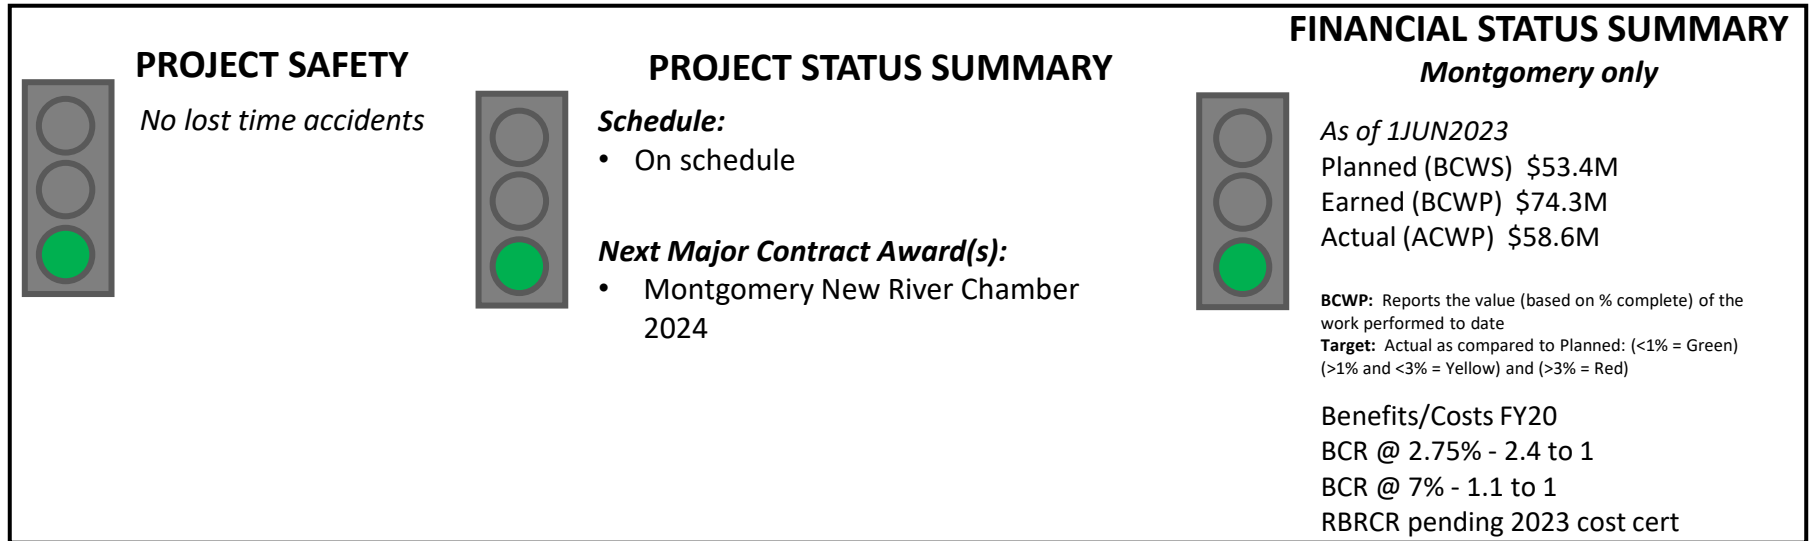 PROJECT SAFETY
No lost time accidents
PROJECT STATUS SUMMARY
Schedule:
• On schedule
Next Major Contract Award(s):
• Montgomery New River Chamber
2024
FINANCIAL STATUS SUMMARY
Montgomery only
As of 1JUN2023
Planned (BCWS) $53.4M
Earned (BCWP) $74.3M
Actual (ACWP) $58.6M
BCWP: Reports the value (based on % complete) of the
work performed to date
Target: Actual as compared to Planned: (<1% = Green)
(>1% and <3% = Yellow) and (>3% = Red)
Benefits/Costs FY20
BCR @ 2.75% - 2.4 to 1
BCR @ 7% - 1.1 to 1
RBRCR pending 2023 cost cert